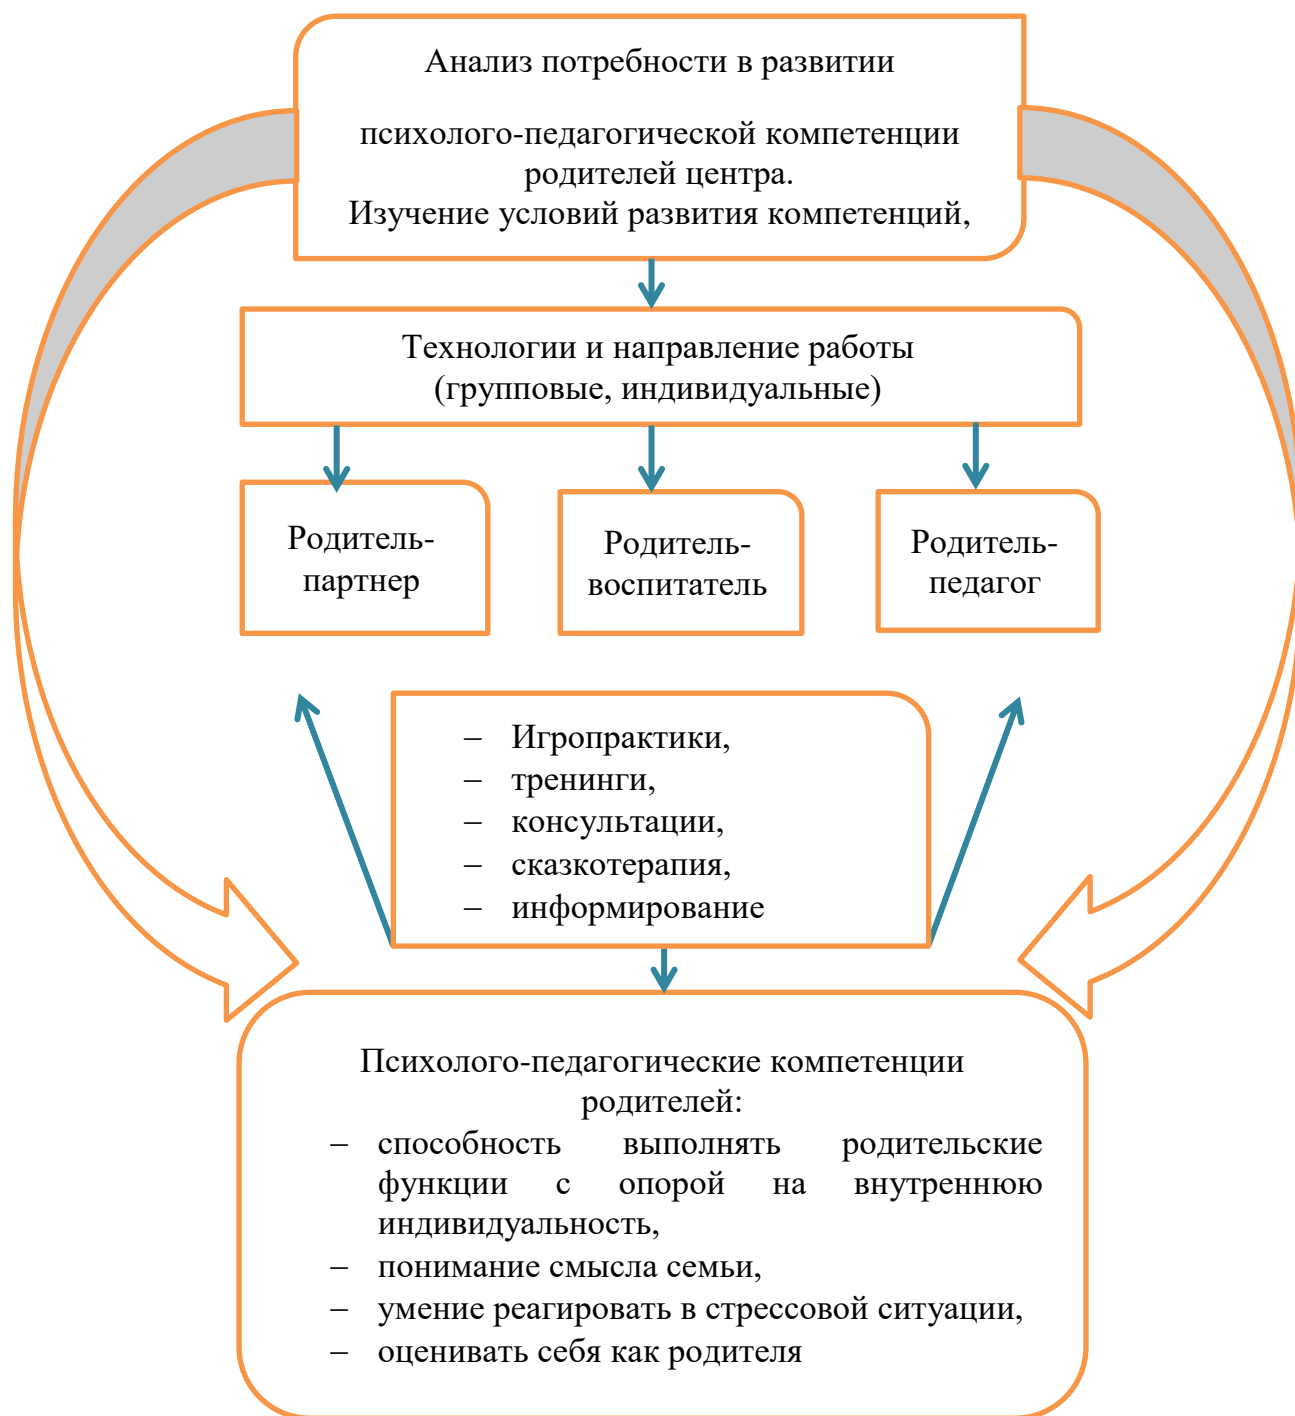 Анализ потребности в развитии
психолого-педагогической компетенции
родителей центра.
Изучение условий развития компетенций,
Технологии и направление работы
(групповые, индивидуальные)
Родитель-
партнер
Родитель-
воспитатель
Родитель-
педагог
– Игропрактики,
– тренинги,
– консультации,
– сказкотерапия,
– информирование
Психолого-педагогические компетенции
родителей:
– способность выполнять родительские
функции с опорой на внутреннюю
индивидуальность,
– понимание смысла семьи,
– умение реагировать в стрессовой ситуации,
– оценивать себя как родителя